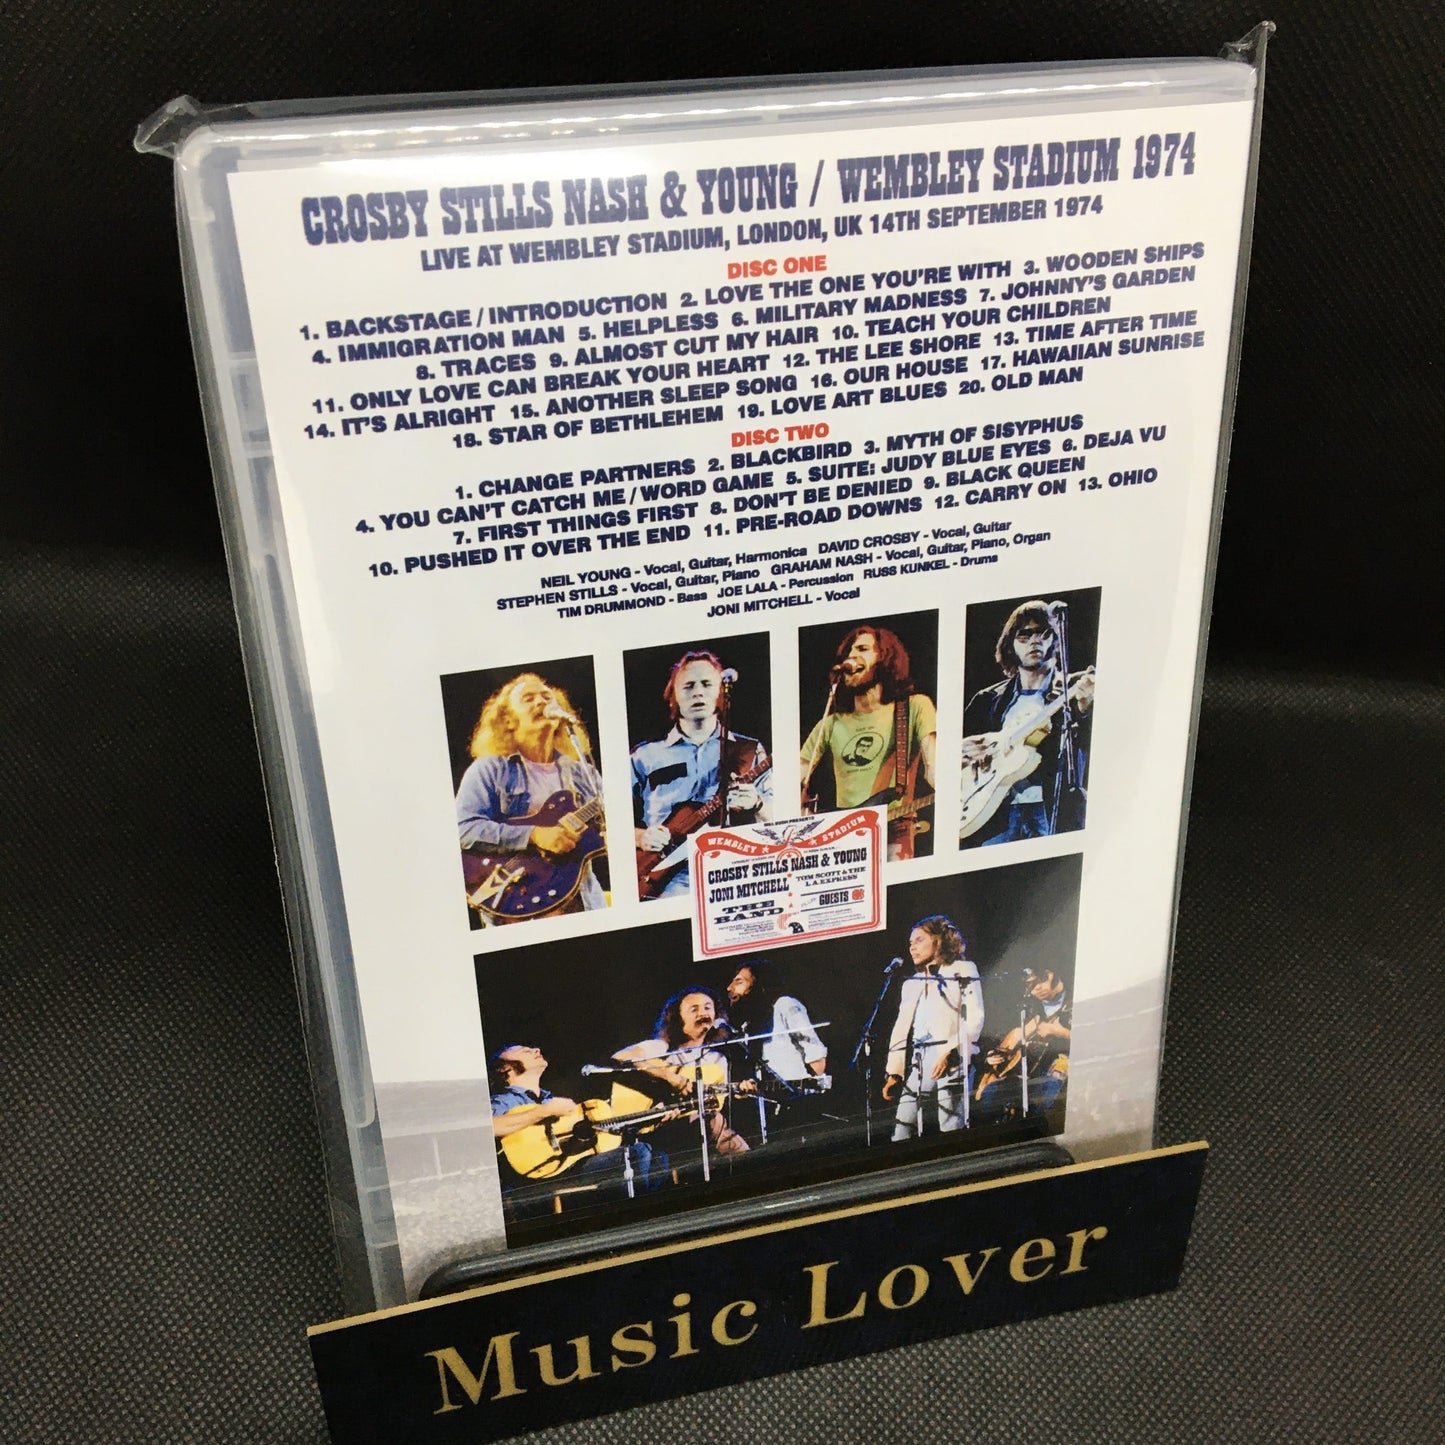 CROSBY STILLS NASH & YOUNG / WEMBLEY STADIUM 1974
LIVE AT WEMBLEY STADIUM, LONDON, UK 14TH SEPTEMBER 1974
DISC ONE
1. BACKSTAGE / INTRODUCTION 2. LOVE THE ONE YOU'RE WITH 3. WOODEN SHIPS
4. IMMIGRATION MAN 5. HELPLESS 6. MILITARY MADNESS 7. JOHNNY'S GARDEN
8. TRACES 9. ALMOST CUT MY HAIR 10. TEACH YOUR CHILDREN
11. ONLY LOVE CAN BREAK YOUR HEART 12. THE LEE SHORE 13. TIME AFTER TIME
14. IT'S ALRIGHT 15. ANOTHER SLEEP SONG 16. OUR HOUSE 17. HAWAIIAN SUNRISE
18. STAR OF BETHLEHEM 19. LOVE ART BLUES 20. OLD MAN
DISC TWO
1. CHANGE PARTNERS 2. BLACKBIRD 3. MYTH OF SISYPHUS
4. YOU CAN'T CATCH ME / WORD GAME 5. SUITE: JUDY BLUE EYES 6. DEJA VU
7. FIRST THINGS FIRST 8. DON'T BE DENIED 9. BLACK QUEEN
10. PUSHED IT OVER THE END 11. PRE-ROAD DOWNS 12. CARRY ON 13. OHIO
NEIL YOUNG - Vocal, Guitar, Harmonica DAVID CROSBY - Vocal, Guitar
STEPHEN STILLS - Vocal, Guitar, Piano GRAHAM NASH - Vocal, Guitar, Piano, Organ
TIM DRUMMOND - Bass JOE LALA - Percussion RUSS KUNKEL - Drums
JONI MITCHELL - Vocal
PRESENTS
WEMBLEY STADIUM
CROSBY STILLS NASH & YOUNG
JONI MITCHELL TOM SCOTT & THE
L.A. EXPRESS
THE
BAND
GUESTS
Music Lover